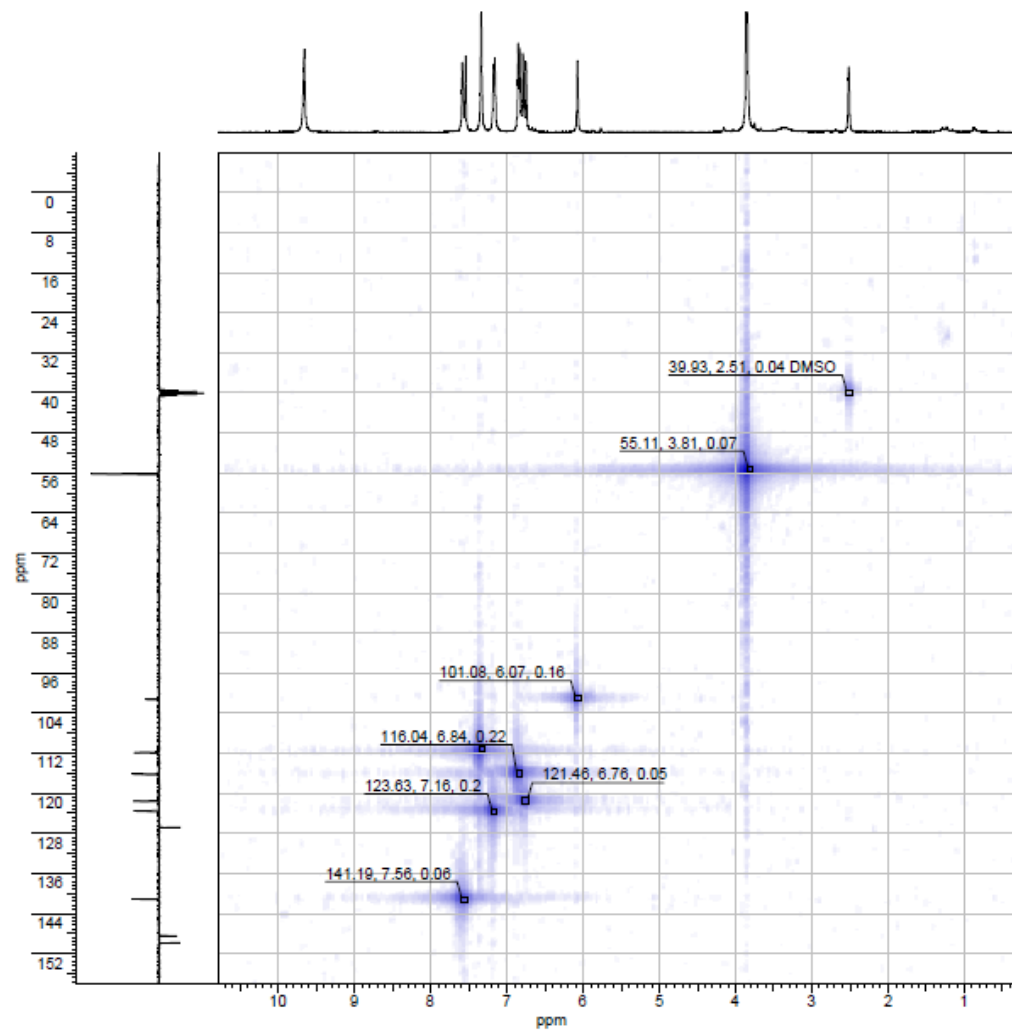 0
8
16
24
32
39.93, 2.51, 0.04 DMSO
40
48
55.11, 3.81, 0.07
56
64
72
ppm
80
88
96
101.08, 6.07, 0.16
104
116.04, 6.84, 0.22
112
121.46, 6.76, 0.05
123.63, 7.16, 0.2
120
128
141.19, 7.56, 0.06
136
144
152
10 9 8 7 6 5 4 3 2 1
ppm